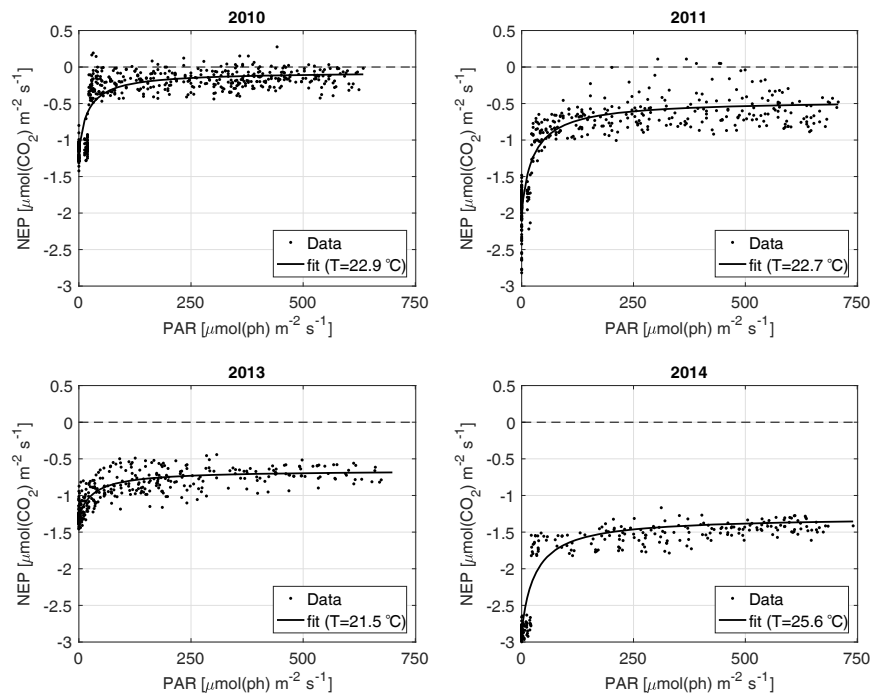 2010
0.5
0
-0.5
-1
-1.5
-2
-2.5
-3
NEP [μmol(CO₂) m⁻² s⁻¹]
Data
fit (T=22.9 °C)
0 250 500 750
PAR [μmol(ph) m⁻² s⁻¹]
2011
0.5
0
-0.5
-1
-1.5
-2
-2.5
-3
NEP [μmol(CO₂) m⁻² s⁻¹]
Data
fit (T=22.7 °C)
0 250 500 750
PAR [μmol(ph) m⁻² s⁻¹]
2013
0.5
0
-0.5
-1
-1.5
-2
-2.5
-3
NEP [μmol(CO₂) m⁻² s⁻¹]
Data
fit (T=21.5 °C)
0 250 500 750
PAR [μmol(ph) m⁻² s⁻¹]
2014
0.5
0
-0.5
-1
-1.5
-2
-2.5
-3
NEP [μmol(CO₂) m⁻² s⁻¹]
Data
fit (T=25.6 °C)
0 250 500 750
PAR [μmol(ph) m⁻² s⁻¹]